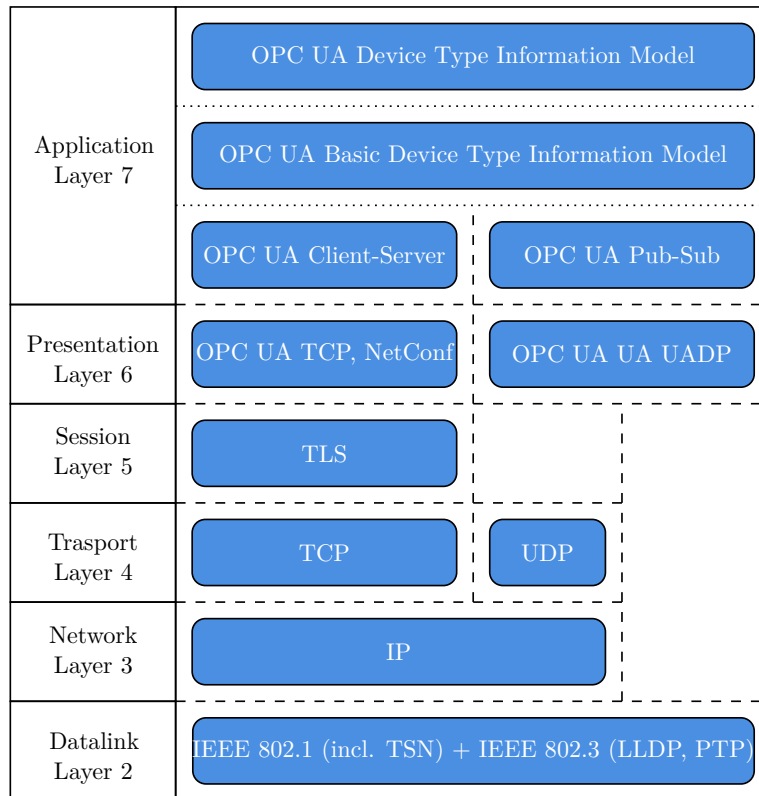 OPC UA Device Type Information Model
Application
Layer 7
OPC UA Basic Device Type Information Model
OPC UA Client-Server
OPC UA Pub-Sub
Presentation
Layer 6
OPC UA TCP, NetConf
OPC UA UA UADP
Session
Layer 5
TLS
Trasport
Layer 4
TCP
UDP
Network
Layer 3
IP
Datalink
Layer 2
IEEE 802.1 (incl. TSN) + IEEE 802.3 (LLDP, PTP)